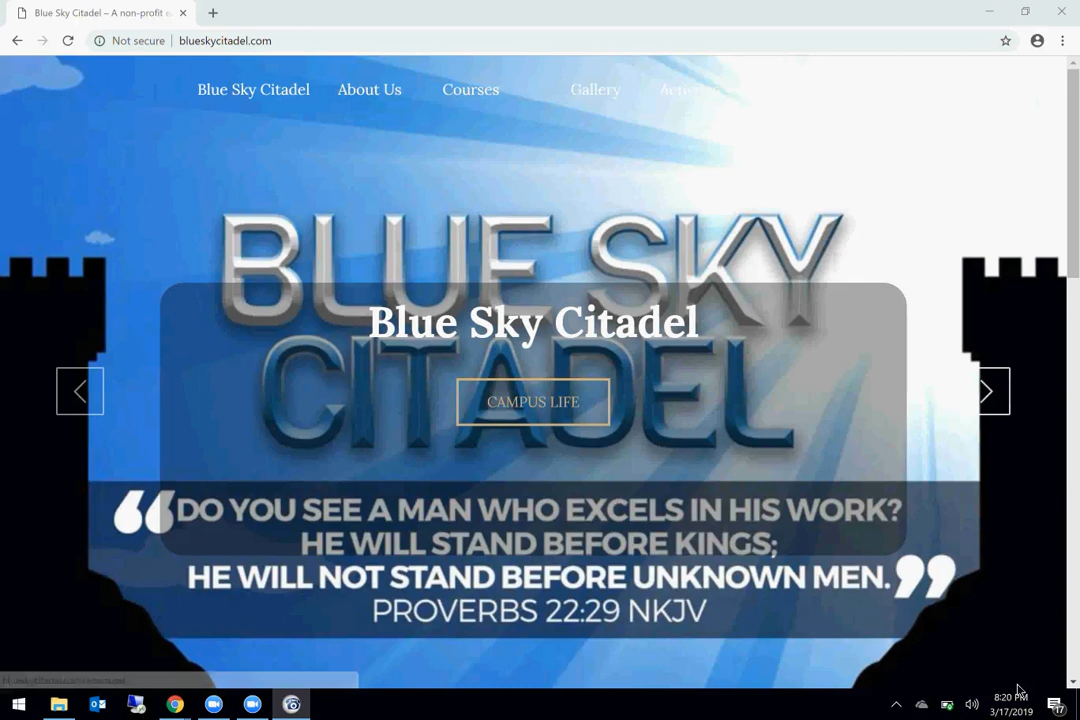 Blue Sky Citadel – A non-profit e
Not secure | blueskycitadel.com
Blue Sky Citadel About Us Courses Gallery
BLUE SKY
CITADEL
Blue Sky Citadel
CAMPUS LIFE
“DO YOU SEE A MAN WHO EXCELS IN HIS WORK?
HE WILL STAND BEFORE KINGS;
HE WILL NOT STAND BEFORE UNKNOWN MEN.”
PROVERBS 22:29 NKJV
8:20 PM
3/17/2019
17